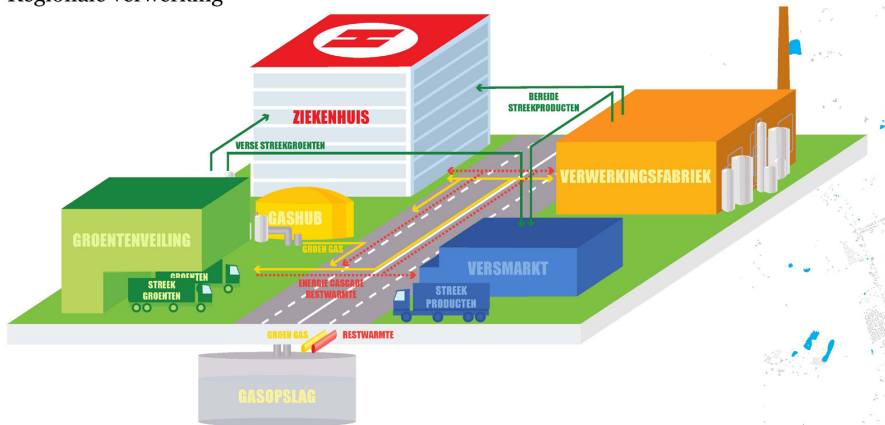 Regionale verwerking
H
BEREIDE
STREEKPRODUCTEN
ZIEKENHUIS
VERSE STREEKGROENTEN
VERWERKINGSFABRIEK
GASHUB
GROENTENVEILING
GROEN GAS
VERSMARKT
GROENTEN
STREEK
GROENTEN
ENERGIE CASCADE
RESTWARMTE
STREEK
PRODUCTEN
GROEN GAS
RESTWARMTE
GASOPSLAG